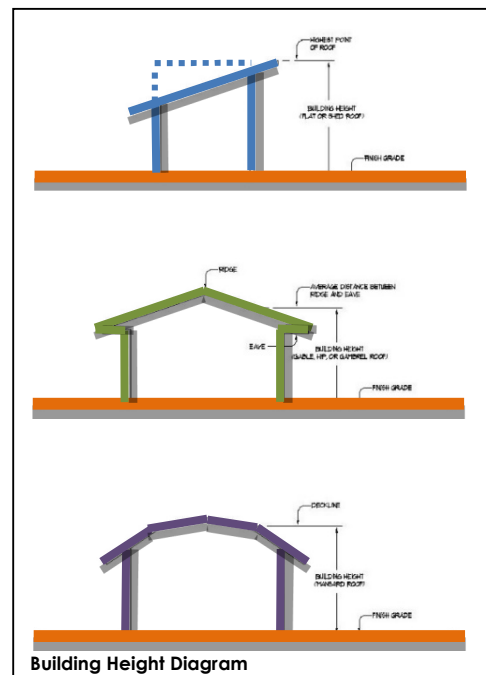 HIGHEST POINT
OF ROOF
BUILDING HEIGHT
(FLAT OR SHED ROOF)
FINISH GRADE
RIDGE
AVERAGE DISTANCE BETWEEN
RIDGE AND EAVE
EAVE
BUILDING HEIGHT
(GABLE, HIP, OR GAMBREL ROOF)
FINISH GRADE
DECKLINE
BUILDING HEIGHT
(MANSARD ROOF)
FINISH GRADE
Building Height Diagram